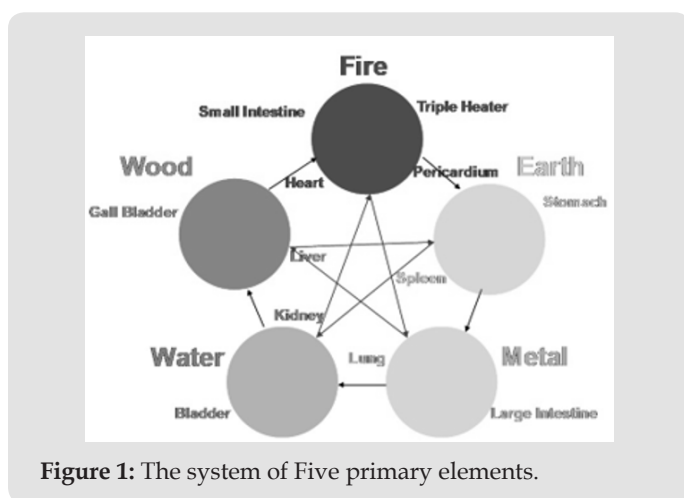 Fire
Small Intestine
Triple Heater
Wood
Heart
Pericardium
Earth
Gall Bladder
Stomach
Liver
Spleen
Kidney
Water
Lung
Metal
Bladder
Large Intestine
Figure 1: The system of Five primary elements.